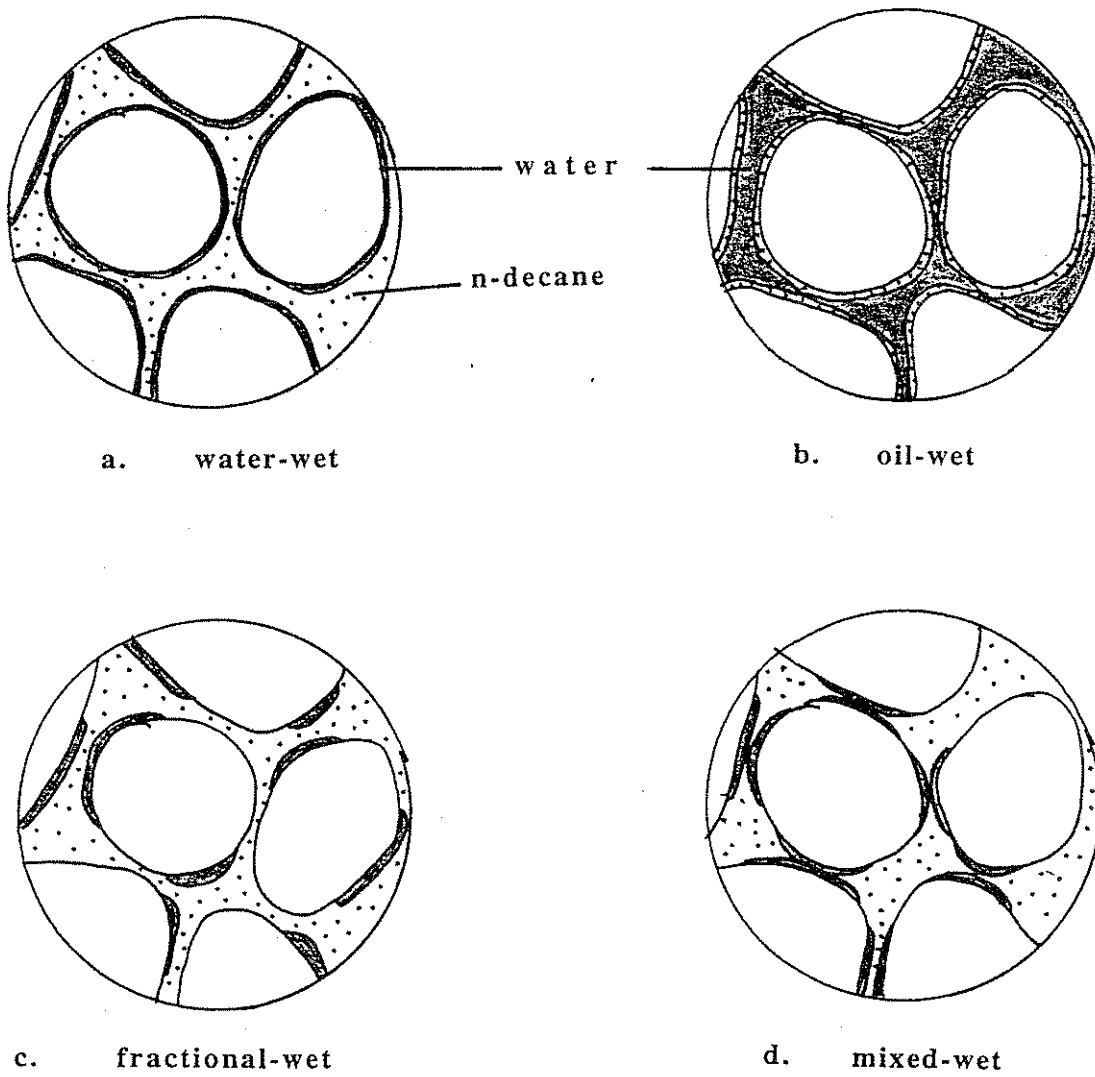 water
n-decane
a. water-wet
b. oil-wet
c. fractional-wet
d. mixed-wet